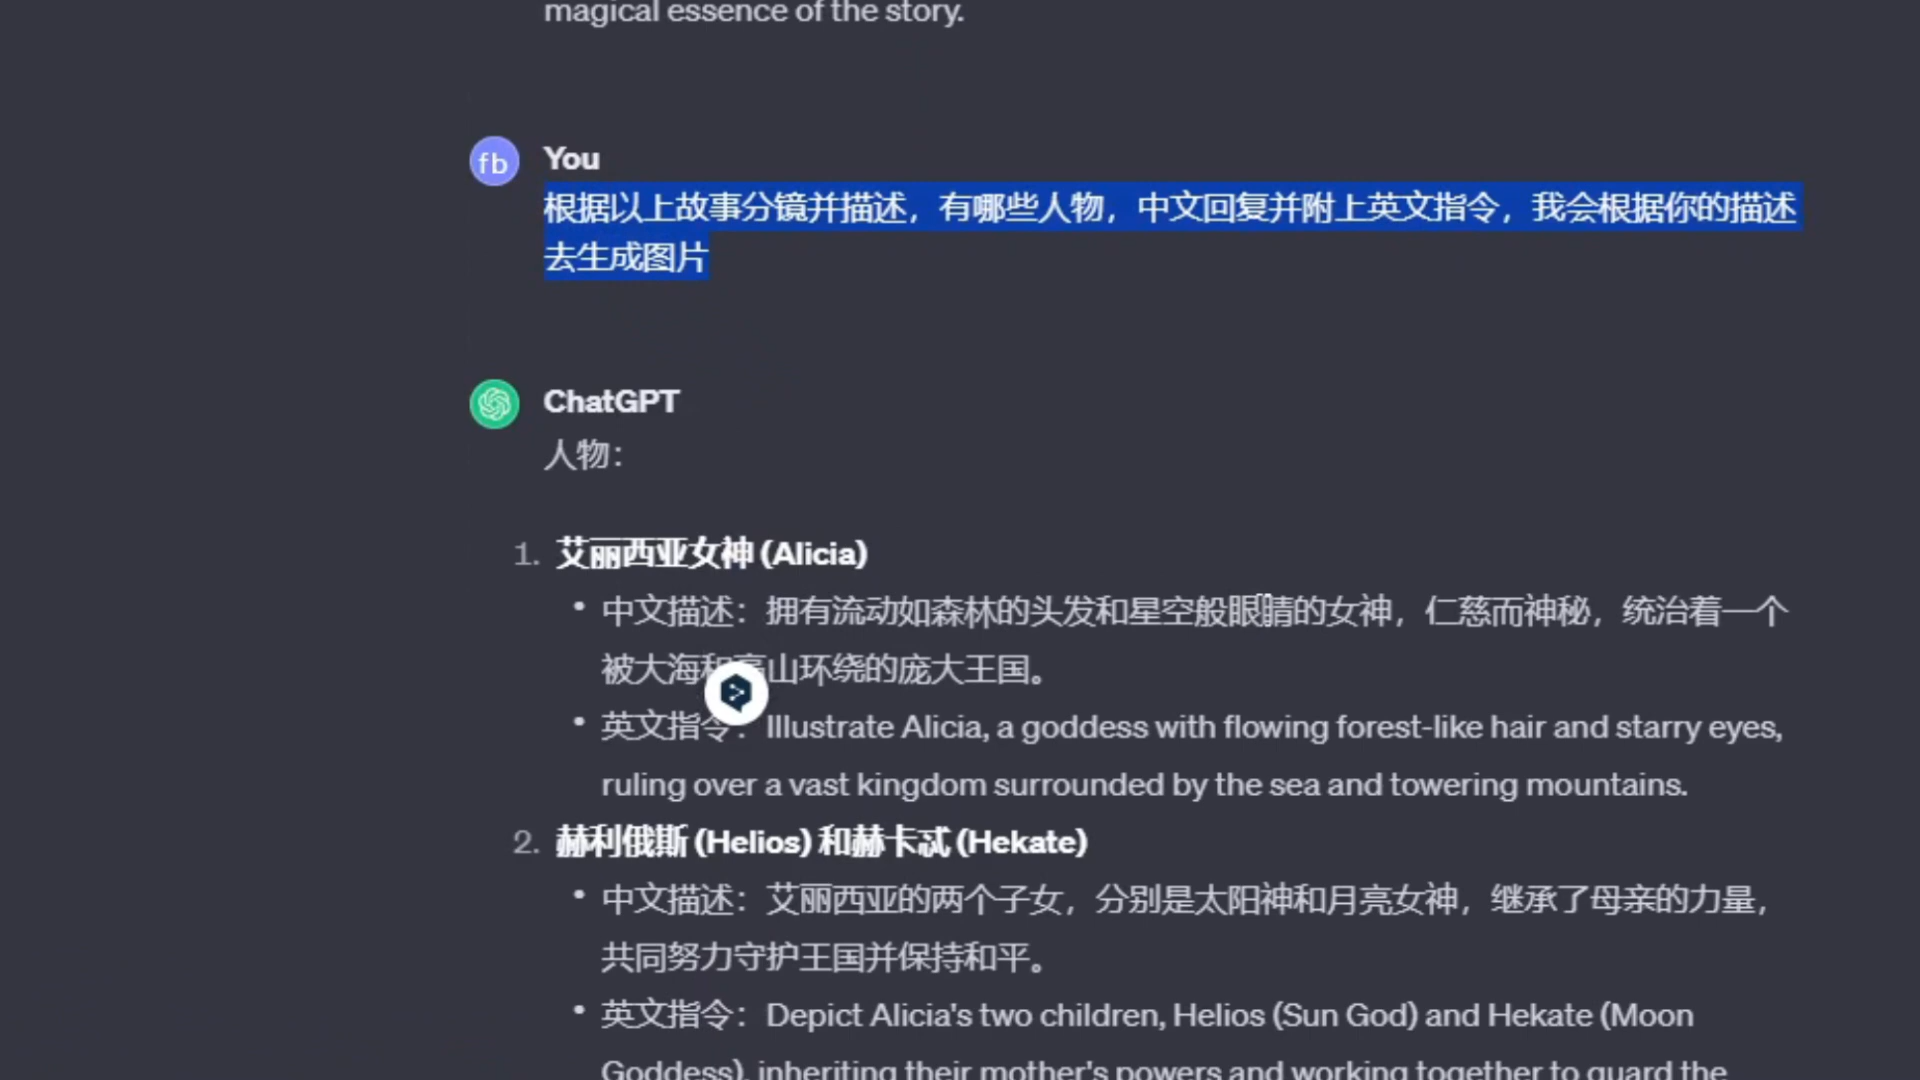 magical essence of the story.
fb
You
根据以上故事分镜并描述，有哪些人物，中文回复并附上英文指令，我会根据你的描述
去生成图片
ChatGPT
人物：
1. 艾丽西亚女神 (Alicia)
• 中文描述：拥有流动如森林的头发和星空般眼睛的女神，仁慈而神秘，统治着一个
被大海和高山环绕的庞大王国。
• 英文指令：Illustrate Alicia, a goddess with flowing forest-like hair and starry eyes,
ruling over a vast kingdom surrounded by the sea and towering mountains.
2. 赫利俄斯 (Helios) 和赫卡忒 (Hekate)
• 中文描述：艾丽西亚的两个子女，分别是太阳神和月亮女神，继承了母亲的力量，
共同努力守护王国并保持和平。
• 英文指令：Depict Alicia's two children, Helios (Sun God) and Hekate (Moon
Goddess), inheriting their mother's powers and working together to guard the